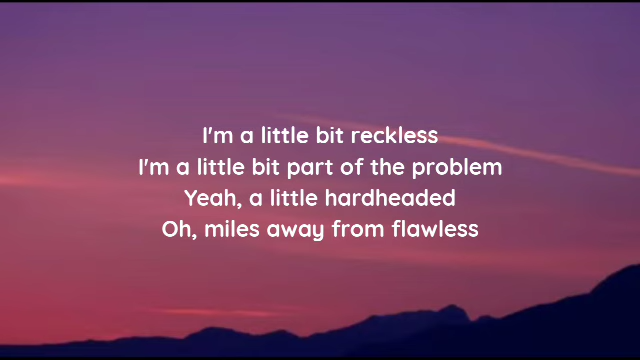 I'm a little bit reckless
I'm a little bit part of the problem
Yeah, a little hardheaded
Oh, miles away from flawless